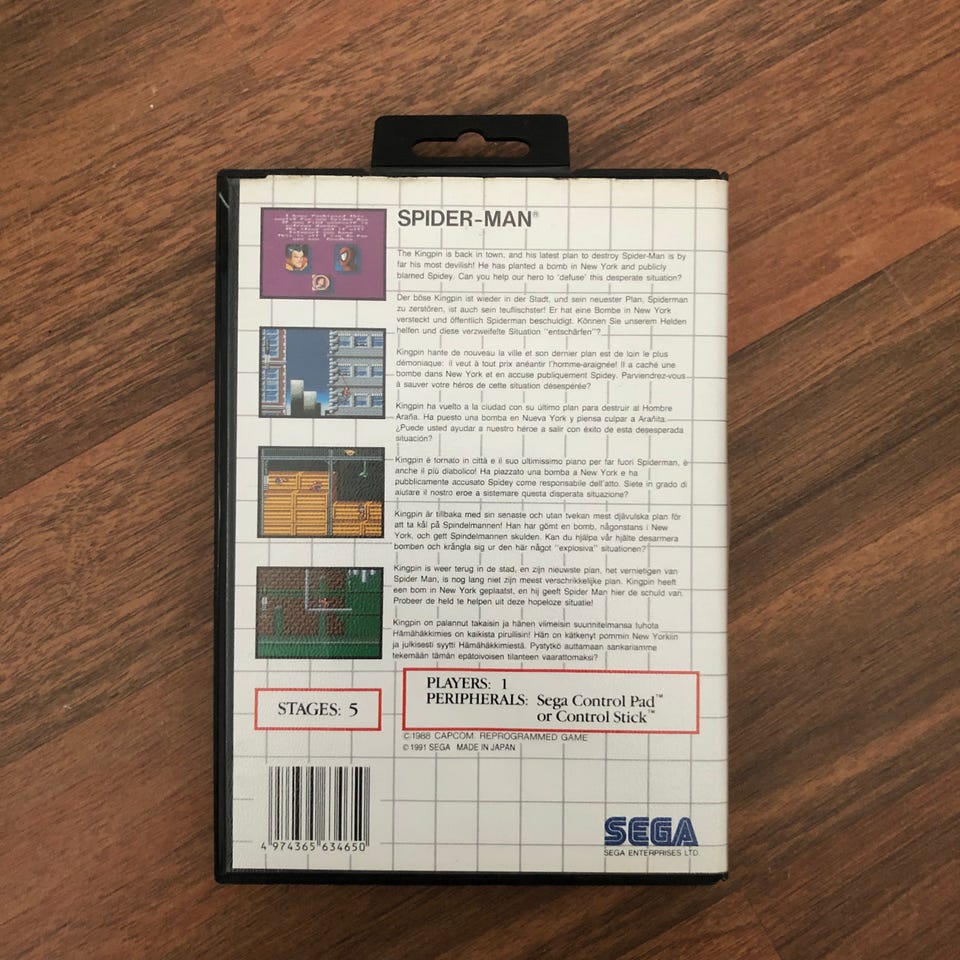 SPIDER-MAN®
The Kingpin is back in town, and his latest plan to destroy Spider-Man is by
far his most devilish! He has planted a bomb in New York and publicly
blamed Spidey. Can you help our hero to 'defuse' this desperate situation?
Der böse Kingpin ist wieder in der Stadt, und sein neuester Plan, Spiderman
zu zerstören, ist auch sein teuflischster! Er hat eine Bombe in New York
versteckt und öffentlich Spiderman beschuldigt. Können Sie unserem Helden
helfen und diese verzweifelte Situation "entschärfen"?
Kingpin hante de nouveau la ville et son dernier plan est de loin le plus
démoniaque: il veut à tout prix anéantir l'homme-araignée! Il a caché une
bombe dans New York et en accuse publiquement Spidey. Parviendrez-vous
à sauver votre héros de cette situation désespérée?
Kingpin ha vuelto a la ciudad con su último plan para destruir al Hombre
Araña. Ha puesto una bomba en Nueva York y piensa culpar a Arañita.
¿Puede usted ayudar a nuestro héroe a salir con éxito de esta desesperada
situación?
Kingpin è tornato in città e il suo ultimissimo piano per far fuori Spiderman, è
anche il più diabolico! Ha piazzato una bomba a New York e ha
pubblicamente accusato Spidey come responsabile dell'atto. Siete in grado di
aiutare il nostro eroe a sistemare questa disperata situazione?
Kingpin är tillbaka med sin senaste och utan tvekan mest djävulska plan för
att ta kål på Spindelmannen! Han har gömt en bomb, någonstans i New
York, och gett Spindelmannen skulden. Kan du hjälpa vår hjälte desarmera
bomben och krångla sig ur den här något "explosiva" situationen?
Kingpin is weer terug in de stad, en zijn nieuwste plan, het vernietigen van
Spider Man, is nog lang niet zijn meest verschrikkelijke plan. Kingpin heeft
een bom in New York geplaatst, en hij geeft Spider Man hier de schuld van.
Probeer de held te helpen uit deze hopeloze situatie!
Kingpin on palannut takaisin ja hänen viimeisin suunnitelmansa tuhota
Hämähäkkimies on kaikista pirullisin! Hän on kätkenyt pommin New Yorkiin
ja julkisesti syytti Hämähäkkimiestä. Pystytkö auttamaan sankariamme
tekemään tämän epätoivoisen tilanteen vaarattomaksi?
STAGES: 5
PLAYERS: 1
PERIPHERALS: Sega Control Pad™
or Control Stick™
© 1988 CAPCOM REPROGRAMMED GAME
© 1991 SEGA MADE IN JAPAN
4 974365 634650
SEGA
SEGA ENTERPRISES LTD.